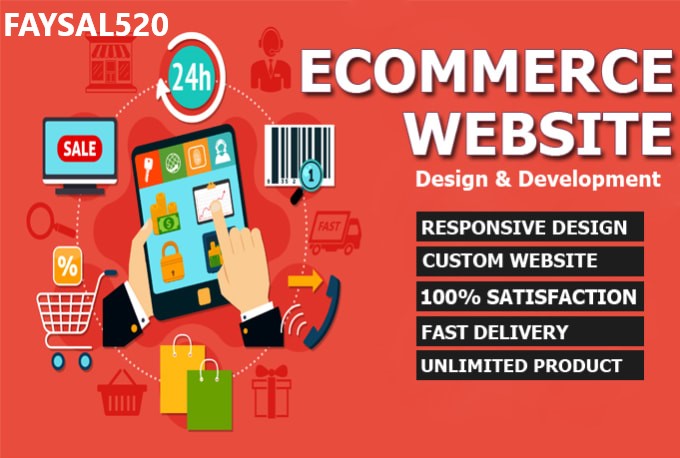 FAYSAL520
24h
ECOMMERCE
WEBSITE
Design & Development
SALE
1
FAST
%
RESPONSIVE DESIGN
CUSTOM WEBSITE
100% SATISFACTION
FAST DELIVERY
UNLIMITED PRODUCT